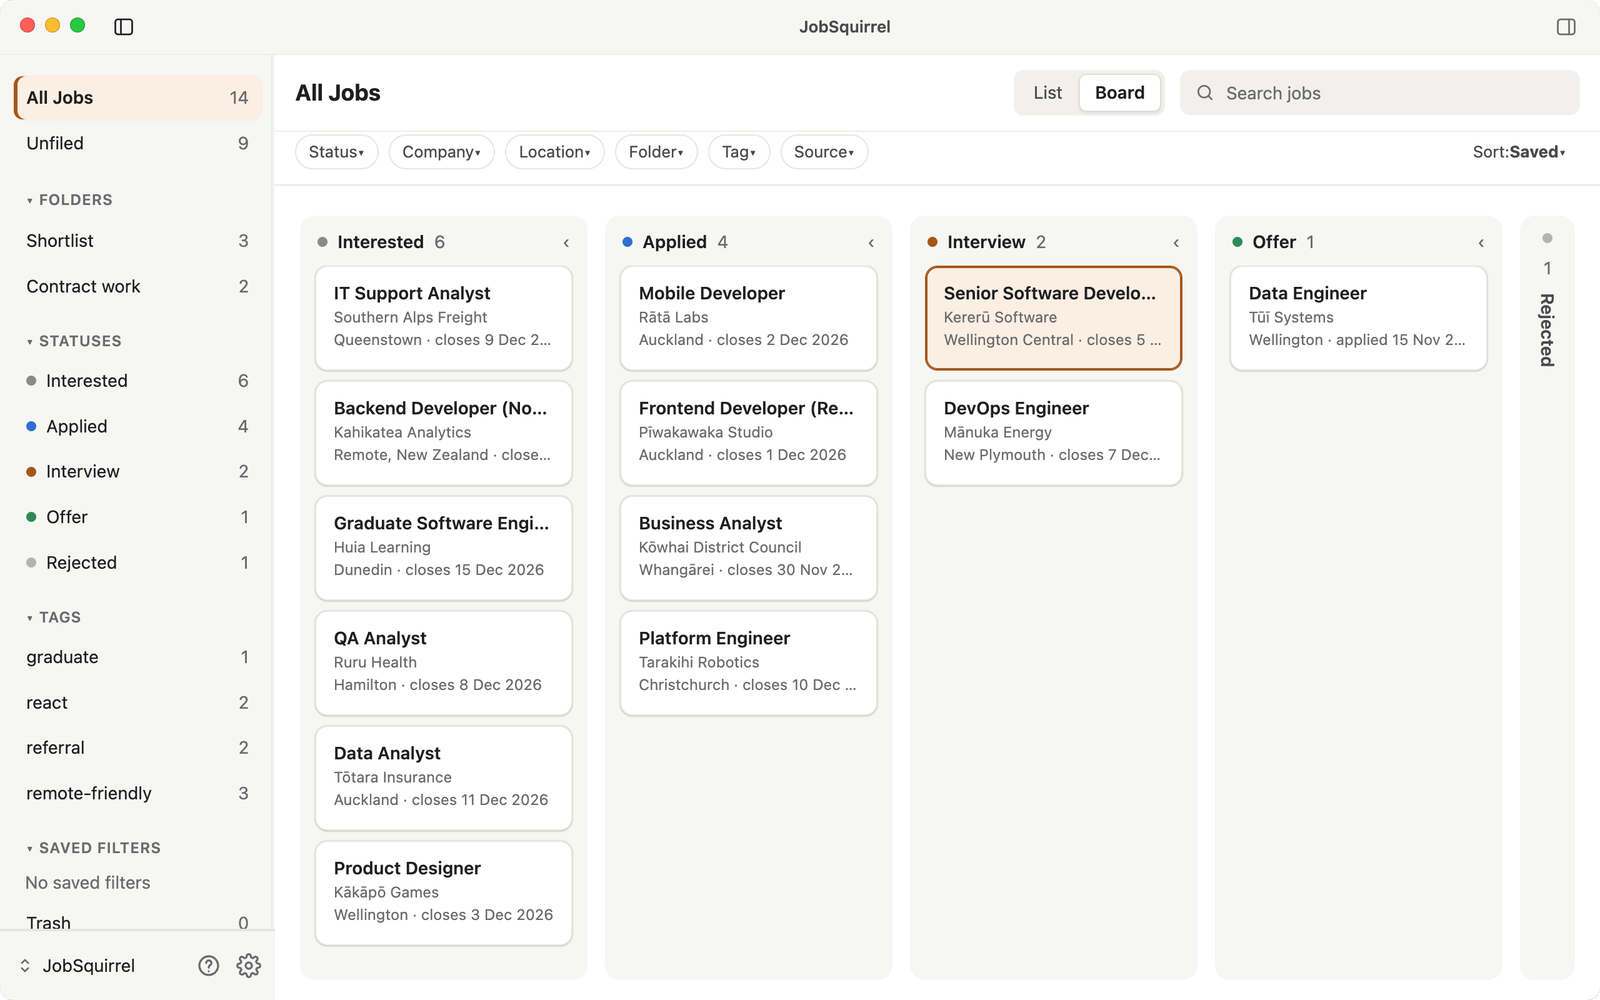 JobSquirrel
All Jobs 14
Unfiled 9
▾ FOLDERS
Shortlist 3
Contract work 2
▾ STATUSES
Interested 6
Applied 4
Interview 2
Offer 1
Rejected 1
▾ TAGS
graduate 1
react 2
referral 2
remote-friendly 3
▾ SAVED FILTERS
No saved filters
Trash 0
JobSquirrel
All Jobs
List Board
Search jobs
Status▾ Company▾ Location▾ Folder▾ Tag▾ Source▾
Sort:Saved▾
Interested 6 ‹
IT Support Analyst
Southern Alps Freight
Queenstown · closes 9 Dec 2...
Backend Developer (No...
Kahikatea Analytics
Remote, New Zealand · close...
Graduate Software Engi...
Huia Learning
Dunedin · closes 15 Dec 2026
QA Analyst
Ruru Health
Hamilton · closes 8 Dec 2026
Data Analyst
Tōtara Insurance
Auckland · closes 11 Dec 2026
Product Designer
Kākāpō Games
Wellington · closes 3 Dec 2026
Applied 4 ‹
Mobile Developer
Rātā Labs
Auckland · closes 2 Dec 2026
Frontend Developer (Re...
Pīwakawaka Studio
Auckland · closes 1 Dec 2026
Business Analyst
Kōwhai District Council
Whangārei · closes 30 Nov 2...
Platform Engineer
Tarakihi Robotics
Christchurch · closes 10 Dec ...
Interview 2 ‹
Senior Software Develo...
Kererū Software
Wellington Central · closes 5 ...
DevOps Engineer
Mānuka Energy
New Plymouth · closes 7 Dec...
Offer 1 ‹
Data Engineer
Tūī Systems
Wellington · applied 15 Nov 2...
1
Rejected